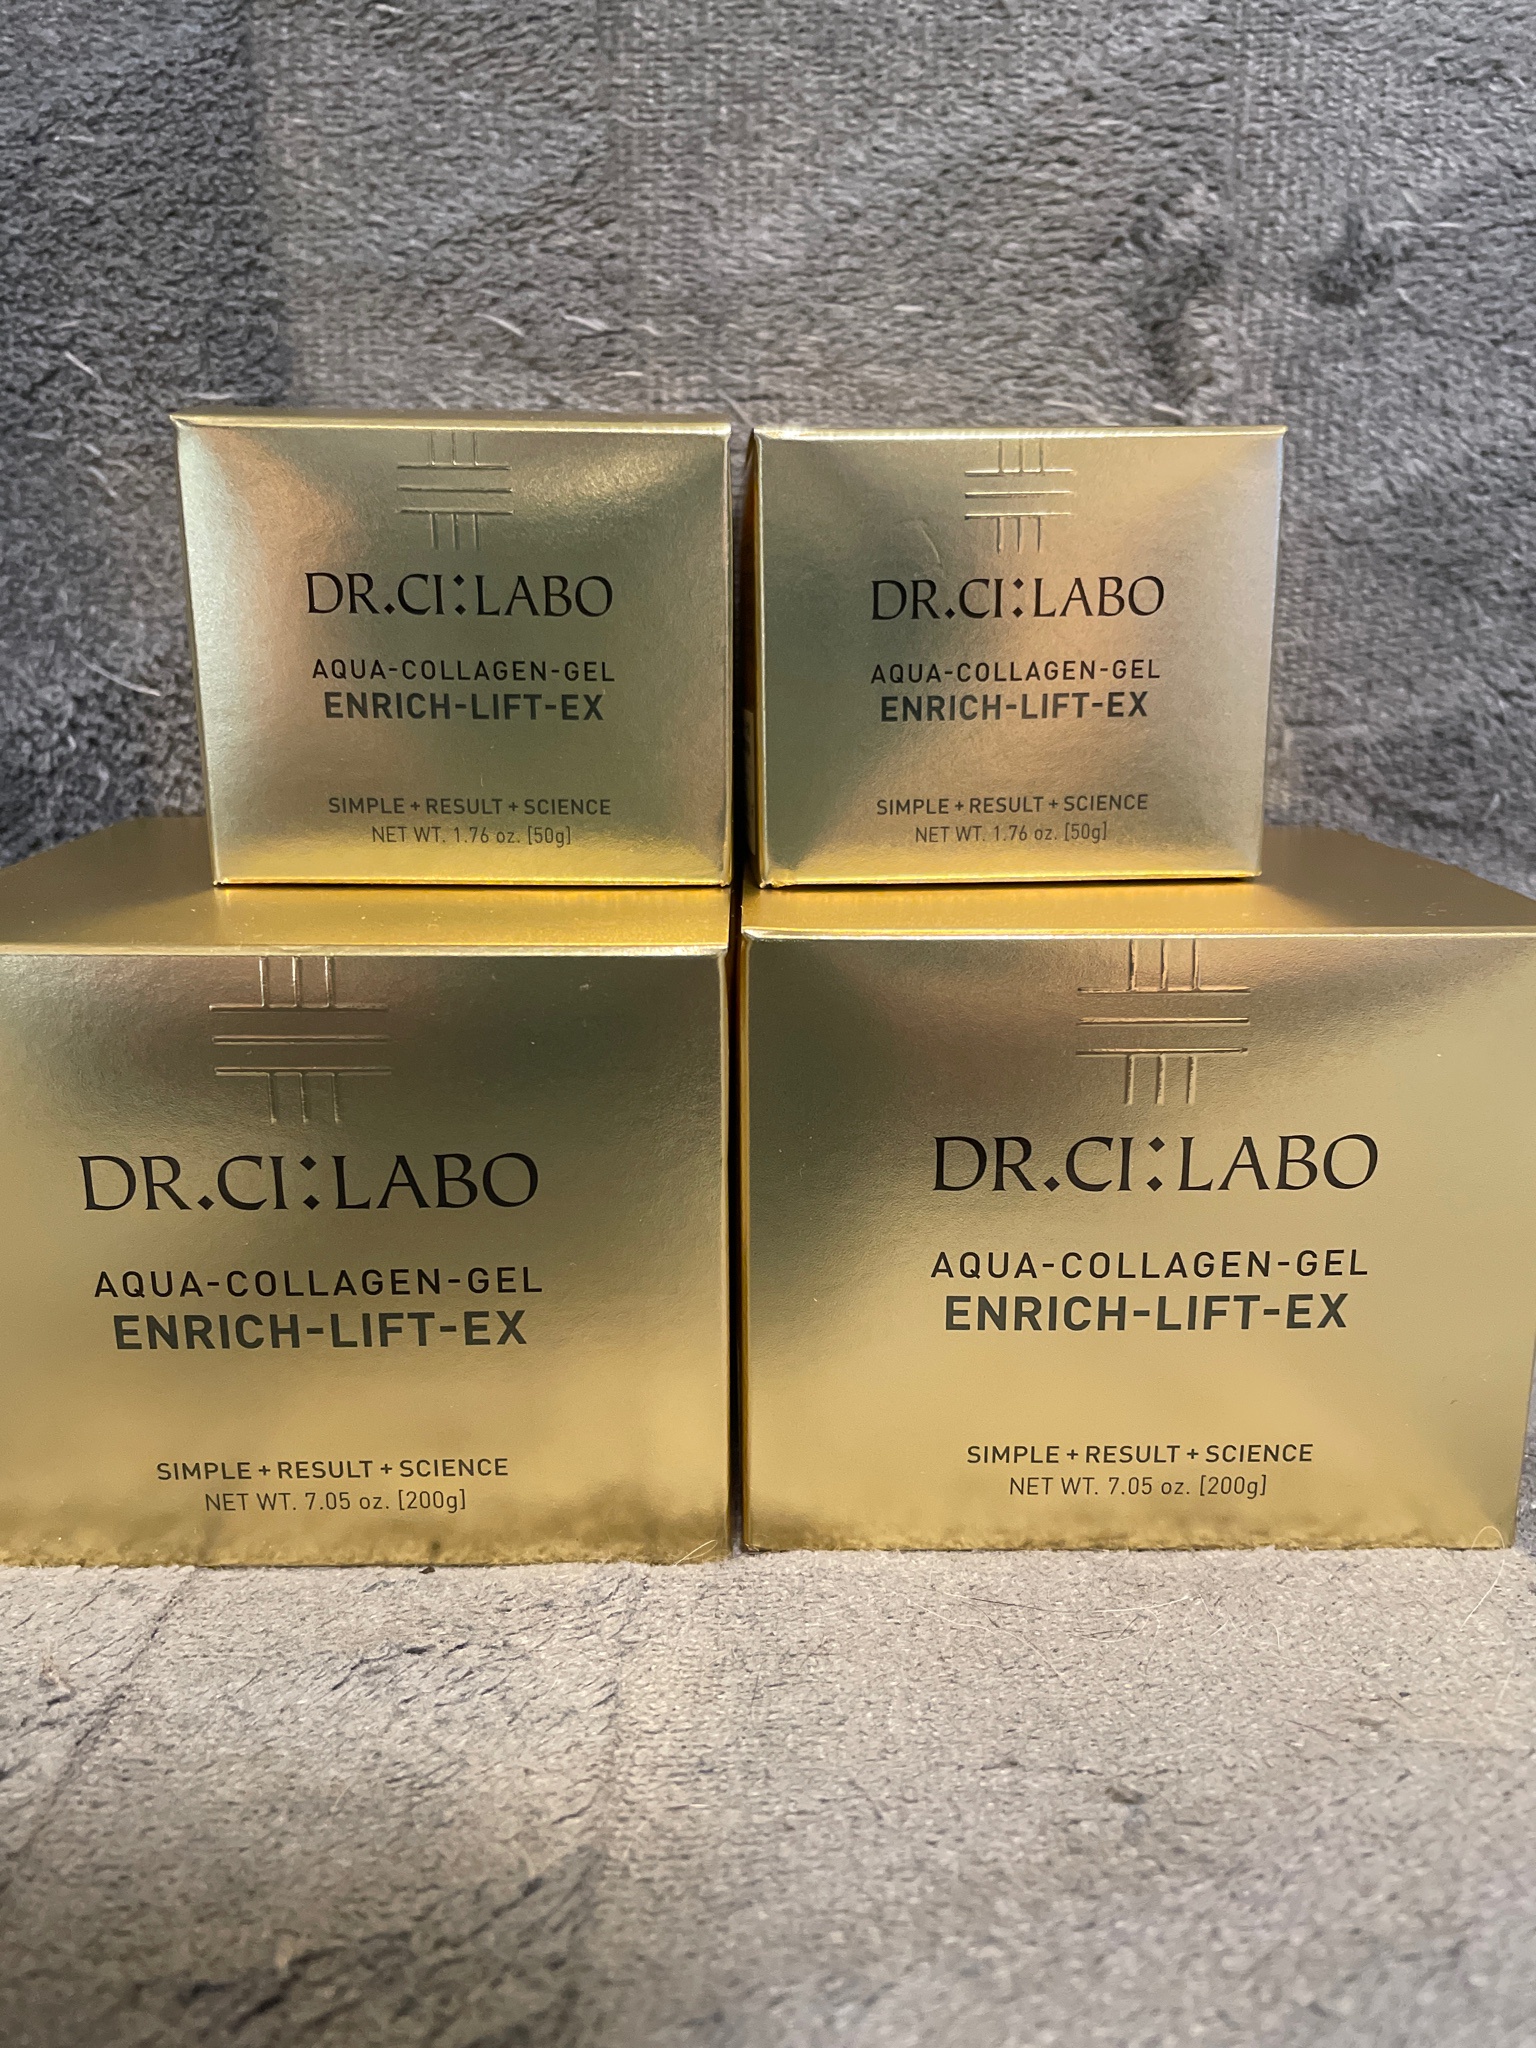 DR.CI:LABO
AQUA-COLLAGEN-GEL
ENRICH-LIFT-EX
SIMPLE + RESULT + SCIENCE
NET WT. 1.76 oz. [50g]
DR.CI:LABO
AQUA-COLLAGEN-GEL
ENRICH-LIFT-EX
SIMPLE + RESULT + SCIENCE
NET WT. 1.76 oz. [50g]
DR.CI:LABO
AQUA-COLLAGEN-GEL
ENRICH-LIFT-EX
SIMPLE + RESULT + SCIENCE
NET WT. 7.05 oz. [200g]
DR.CI:LABO
AQUA-COLLAGEN-GEL
ENRICH-LIFT-EX
SIMPLE + RESULT + SCIENCE
NET WT. 7.05 oz. [200g]